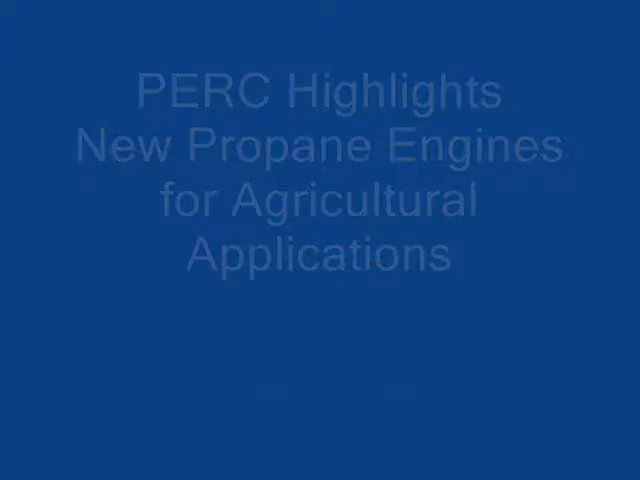 PERC Highlights
New Propane Engines
for Agricultural
Applications